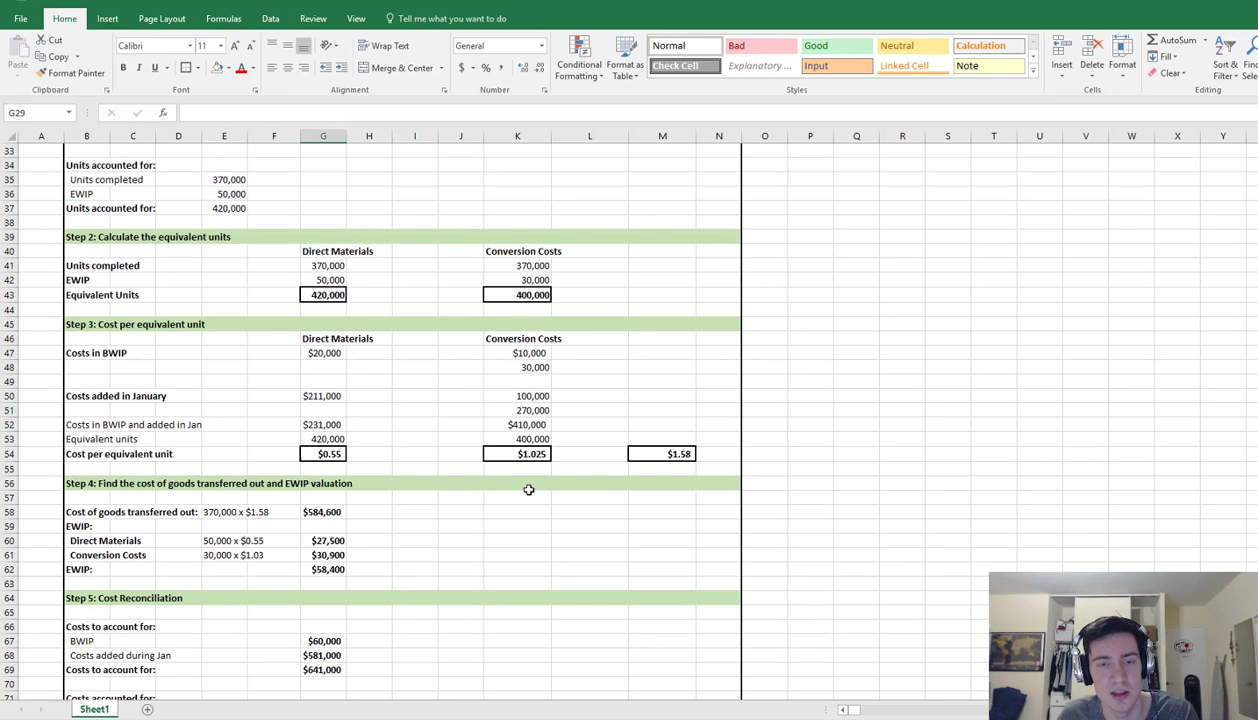 File Home Insert Page Layout Formulas Data Review View Tell me what you want to do
Cut
Copy
Format Painter
Paste
Clipboard
Calibri 11
B I U
Font
Wrap Text
Merge & Center
Alignment
General
$ % ,
Number
Conditional Formatting
Format as Table
Normal Bad Good Neutral Calculation
Check Cell Explanatory ... Input Linked Cell Note
Styles
Insert Delete Format
Cells
AutoSum
Fill
Clear
Sort & Filter
Editing
G29
fx
A B C D E F G H I J K L M N O P Q R S T U V W X Y
33
34 Units accounted for:
35 Units completed 370,000
36 EWIP 50,000
37 Units accounted for: 420,000
38
39 Step 2: Calculate the equivalent units
40 Direct Materials Conversion Costs
41 Units completed 370,000 370,000
42 EWIP 50,000 30,000
43 Equivalent Units 420,000 400,000
44
45 Step 3: Cost per equivalent unit
46 Direct Materials Conversion Costs
47 Costs in BWIP $20,000 $10,000
48 30,000
49
50 Costs added in January $211,000 100,000
51 270,000
52 Costs in BWIP and added in Jan $231,000 $410,000
53 Equivalent units 420,000 400,000
54 Cost per equivalent unit $0.55 $1.025 $1.58
55
56 Step 4: Find the cost of goods transferred out and EWIP valuation
57
58 Cost of goods transferred out: 370,000 x $1.58 $584,600
59 EWIP:
60 Direct Materials 50,000 x $0.55 $27,500
61 Conversion Costs 30,000 x $1.03 $30,900
62 EWIP: $58,400
63
64 Step 5: Cost Reconciliation
65
66 Costs to account for:
67 BWIP $60,000
68 Costs added during Jan $581,000
69 Costs to account for: $641,000
70
71 Costs accounted for:
Sheet1